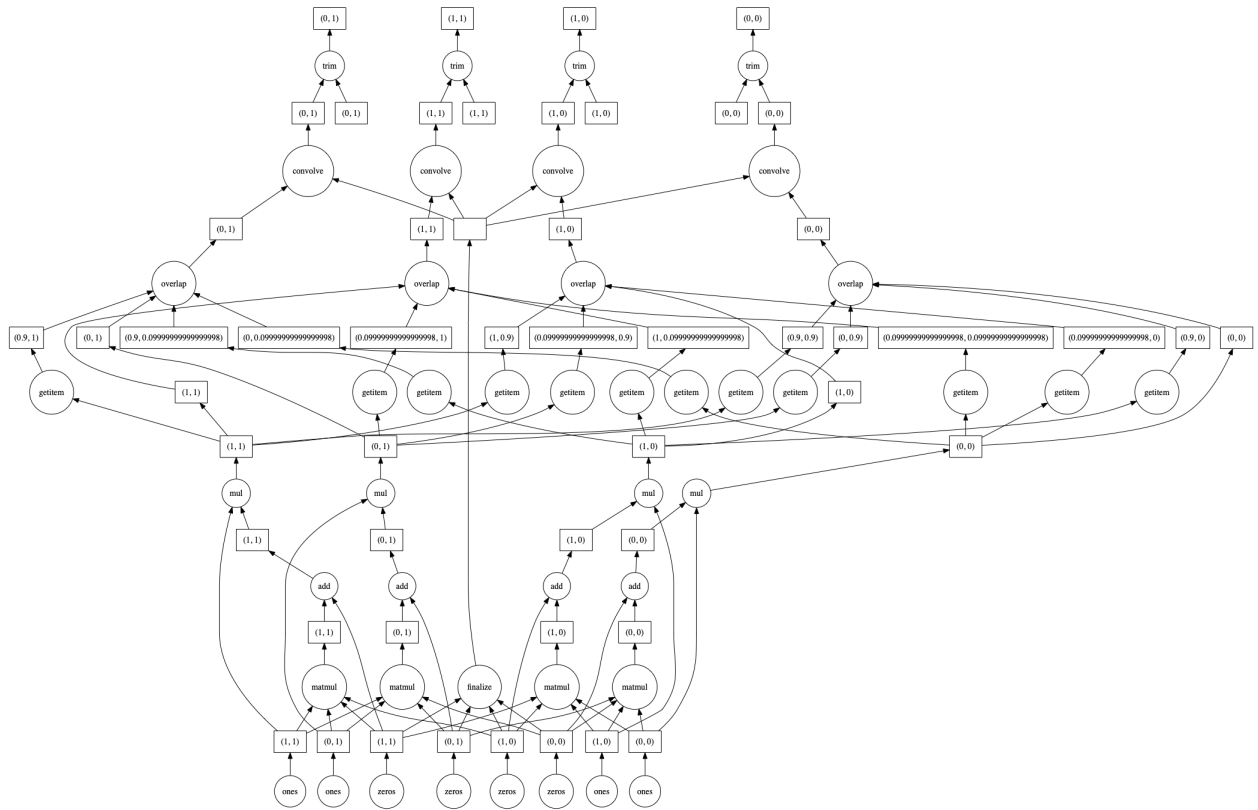 (0, 1)
(1, 1)
(1, 0)
(0, 0)
trim
trim
trim
trim
(0, 1)
(0, 1)
(1, 1)
(1, 1)
(1, 0)
(1, 0)
(0, 0)
(0, 0)
convolve
convolve
convolve
convolve
(0, 1)
(1, 1)
(1, 0)
(0, 0)
overlap
overlap
overlap
overlap
(0.9, 1)
(0, 1)
(0.9, 0.09999999999999998)
(0, 0.09999999999999998)
(0.09999999999999998, 1)
(1, 0.9)
(0.09999999999999998, 0.9)
(1, 0.09999999999999998)
(0.9, 0.9)
(0, 0.9)
(0.09999999999999998, 0.09999999999999998)
(0.09999999999999998, 0)
(0.9, 0)
(0, 0)
getitem
(1, 1)
getitem
getitem
getitem
getitem
getitem
getitem
getitem
getitem
(1, 0)
getitem
getitem
getitem
(1, 1)
(0, 1)
(1, 0)
(0, 0)
mul
mul
mul
mul
(1, 1)
(0, 1)
(1, 0)
(0, 0)
add
add
add
add
(1, 1)
(0, 1)
(1, 0)
(0, 0)
matmul
matmul
finalize
matmul
matmul
(1, 1)
(0, 1)
(1, 1)
(0, 1)
(1, 0)
(0, 0)
(1, 0)
(0, 0)
ones
ones
zeros
zeros
zeros
zeros
ones
ones